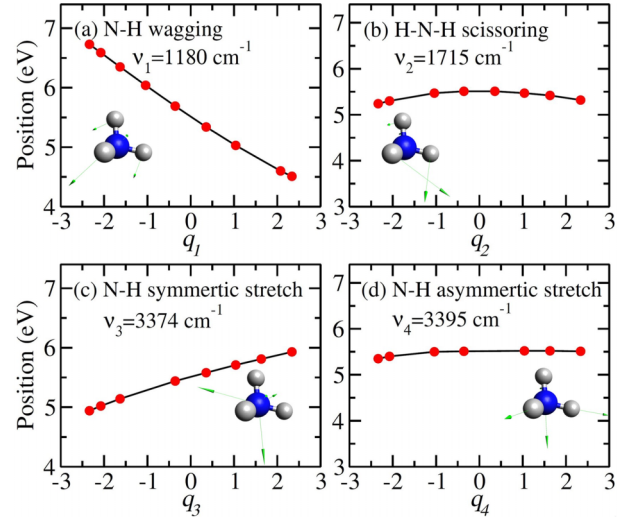 (a) N-H wagging
ν1=1180 cm-1
7
6
5
4
Position (eV)
-3 -2 -1 0 1 2 3
q1
(b) H-N-H scissoring
ν2=1715 cm-1
7
6
5
4
3
-3 -2 -1 0 1 2 3
q2
(c) N-H symmertic stretch
ν3=3374 cm-1
7
6
5
4
Position (eV)
-3 -2 -1 0 1 2 3
q3
(d) N-H asymmertic stretch
ν4=3395 cm-1
7
6
5
4
3
-3 -2 -1 0 1 2 3
q4